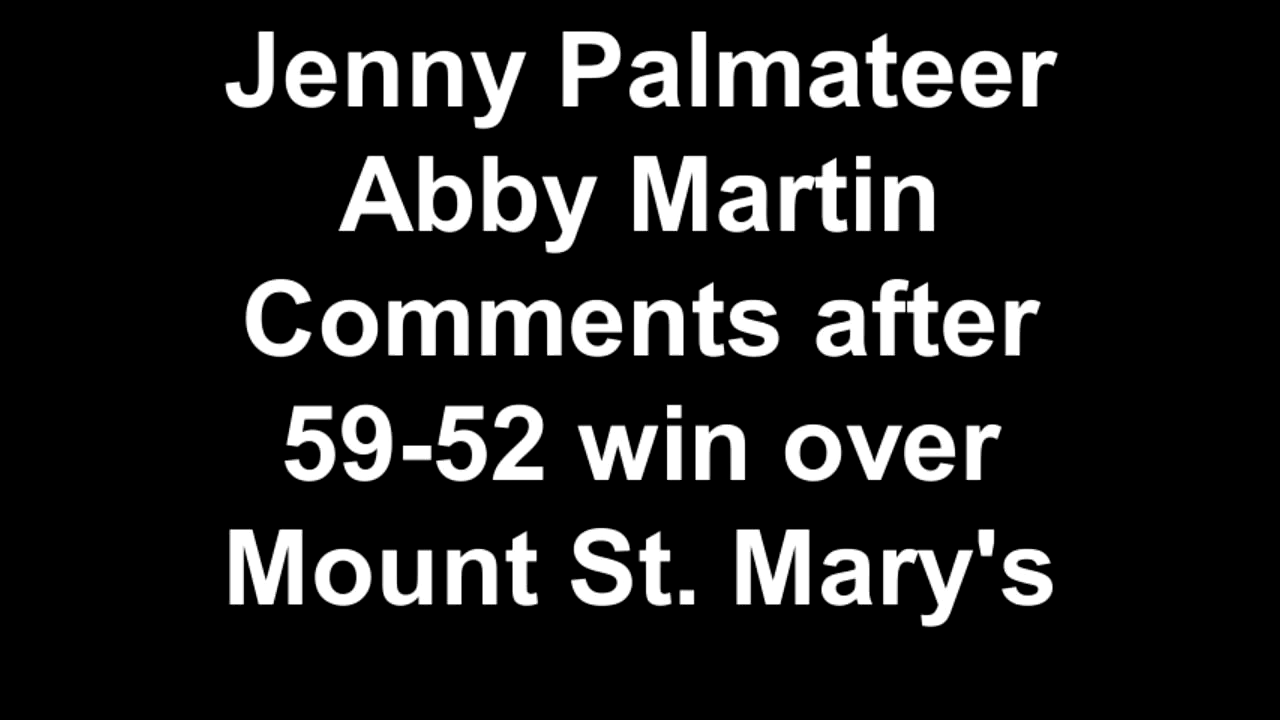 Jenny Palmateer
Abby Martin
Comments after
59-52 win over
Mount St. Mary's